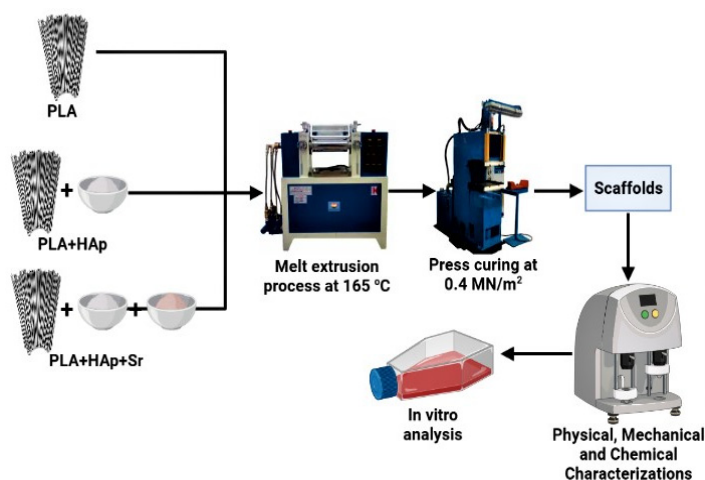 PLA
+
PLA+HAp
+ +
PLA+HAp+Sr
Melt extrusion
process at 165 ºC
Press curing at
0.4 MN/m²
Scaffolds
In vitro
analysis
Physical, Mechanical
and Chemical
Characterizations